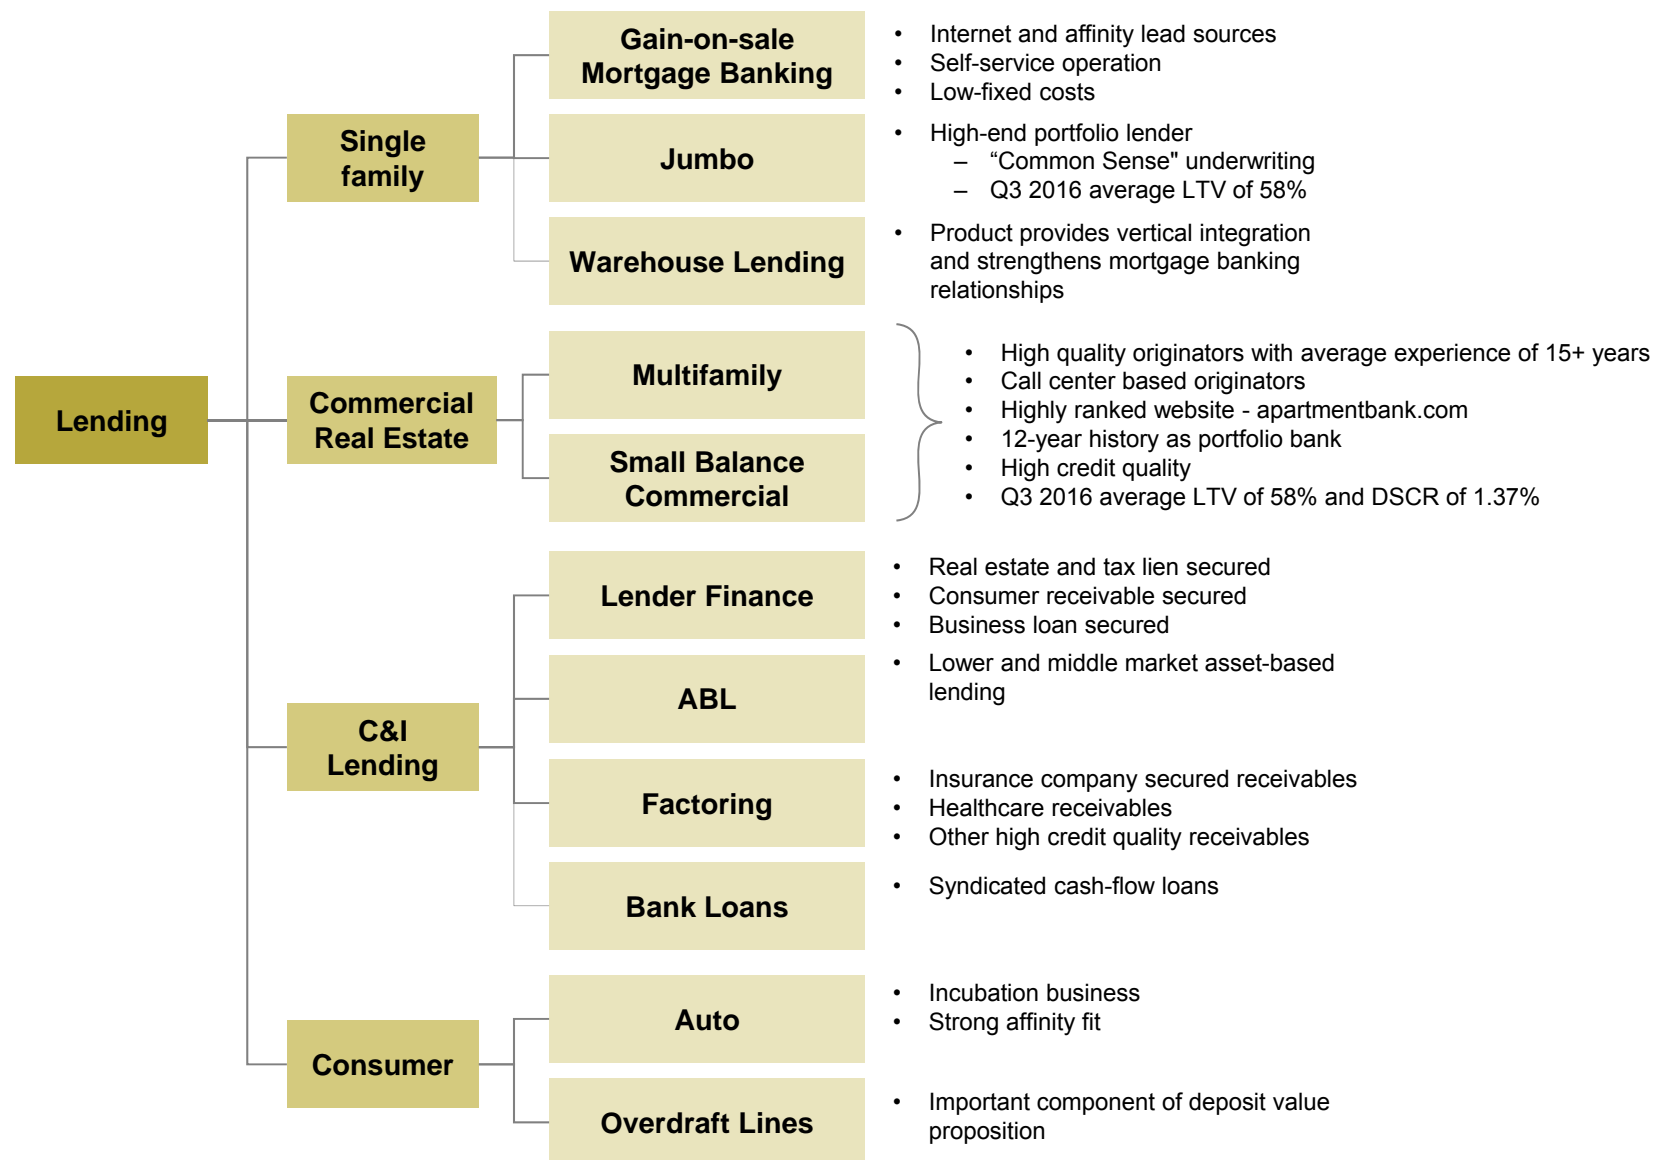 Lending
Single
family
Gain-on-sale
Mortgage Banking
• Internet and affinity lead sources
• Self-service operation
• Low-fixed costs
Jumbo
• High-end portfolio lender
– “Common Sense" underwriting
– Q3 2016 average LTV of 58%
Warehouse Lending
• Product provides vertical integration
and strengthens mortgage banking
relationships
Commercial
Real Estate
Multifamily
Small Balance
Commercial
• High quality originators with average experience of 15+ years
• Call center based originators
• Highly ranked website - apartmentbank.com
• 12-year history as portfolio bank
• High credit quality
• Q3 2016 average LTV of 58% and DSCR of 1.37%
C&I
Lending
Lender Finance
• Real estate and tax lien secured
• Consumer receivable secured
• Business loan secured
ABL
• Lower and middle market asset-based
lending
Factoring
• Insurance company secured receivables
• Healthcare receivables
• Other high credit quality receivables
Bank Loans
• Syndicated cash-flow loans
Consumer
Auto
• Incubation business
• Strong affinity fit
Overdraft Lines
• Important component of deposit value
proposition